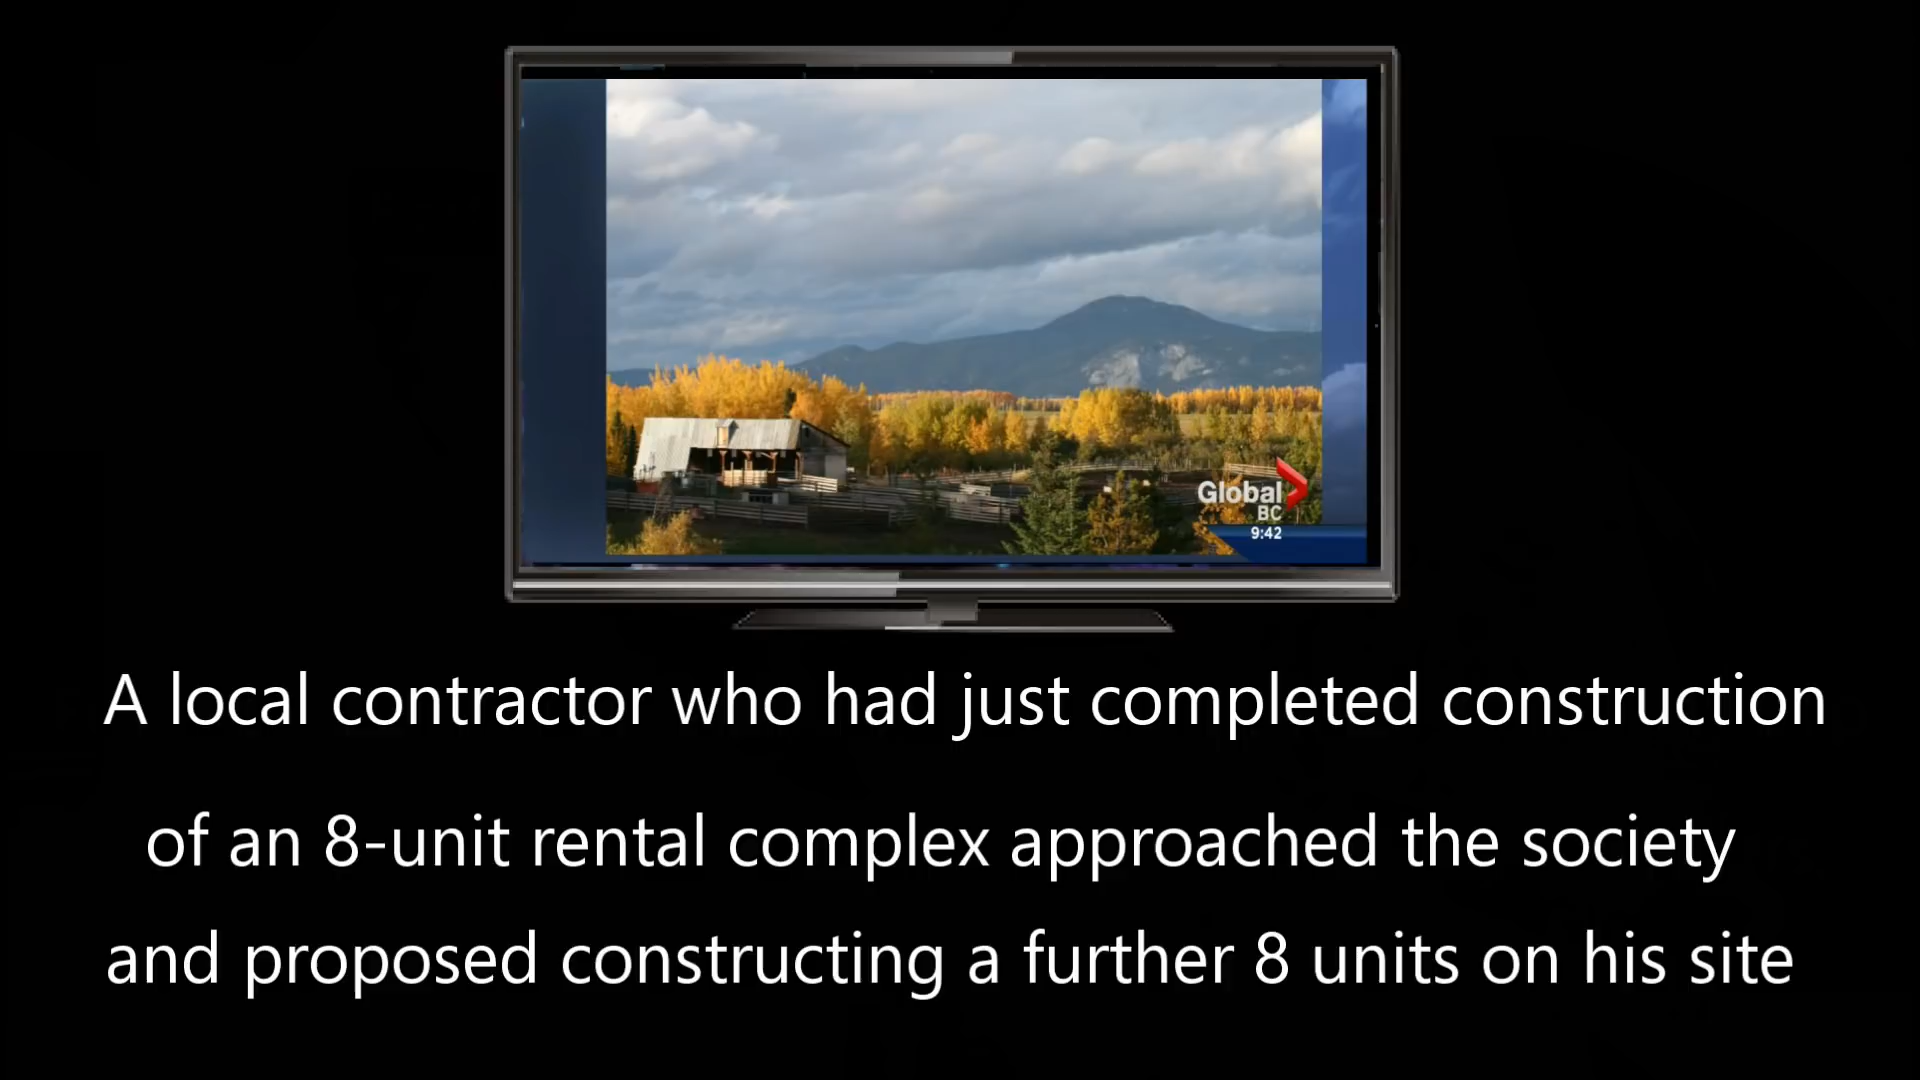 Global
BC
9:42
A local contractor who had just completed construction
of an 8-unit rental complex approached the society
and proposed constructing a further 8 units on his site